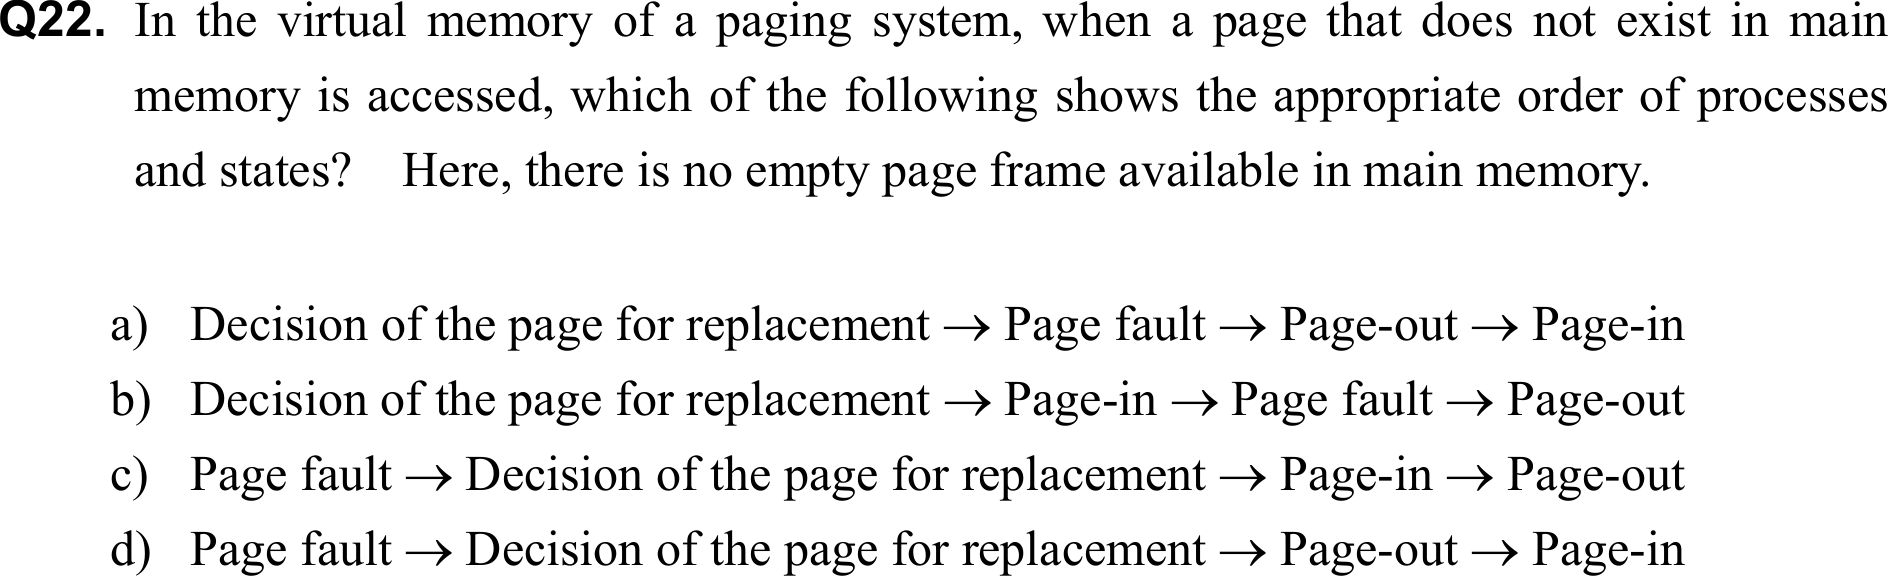 Q22. In the virtual memory of a paging system, when a page that does not exist in main
memory is accessed, which of the following shows the appropriate order of processes
and states? Here, there is no empty page frame available in main memory.
a) Decision of the page for replacement → Page fault → Page-out → Page-in
b) Decision of the page for replacement → Page-in → Page fault → Page-out
c) Page fault → Decision of the page for replacement → Page-in → Page-out
d) Page fault → Decision of the page for replacement → Page-out → Page-in